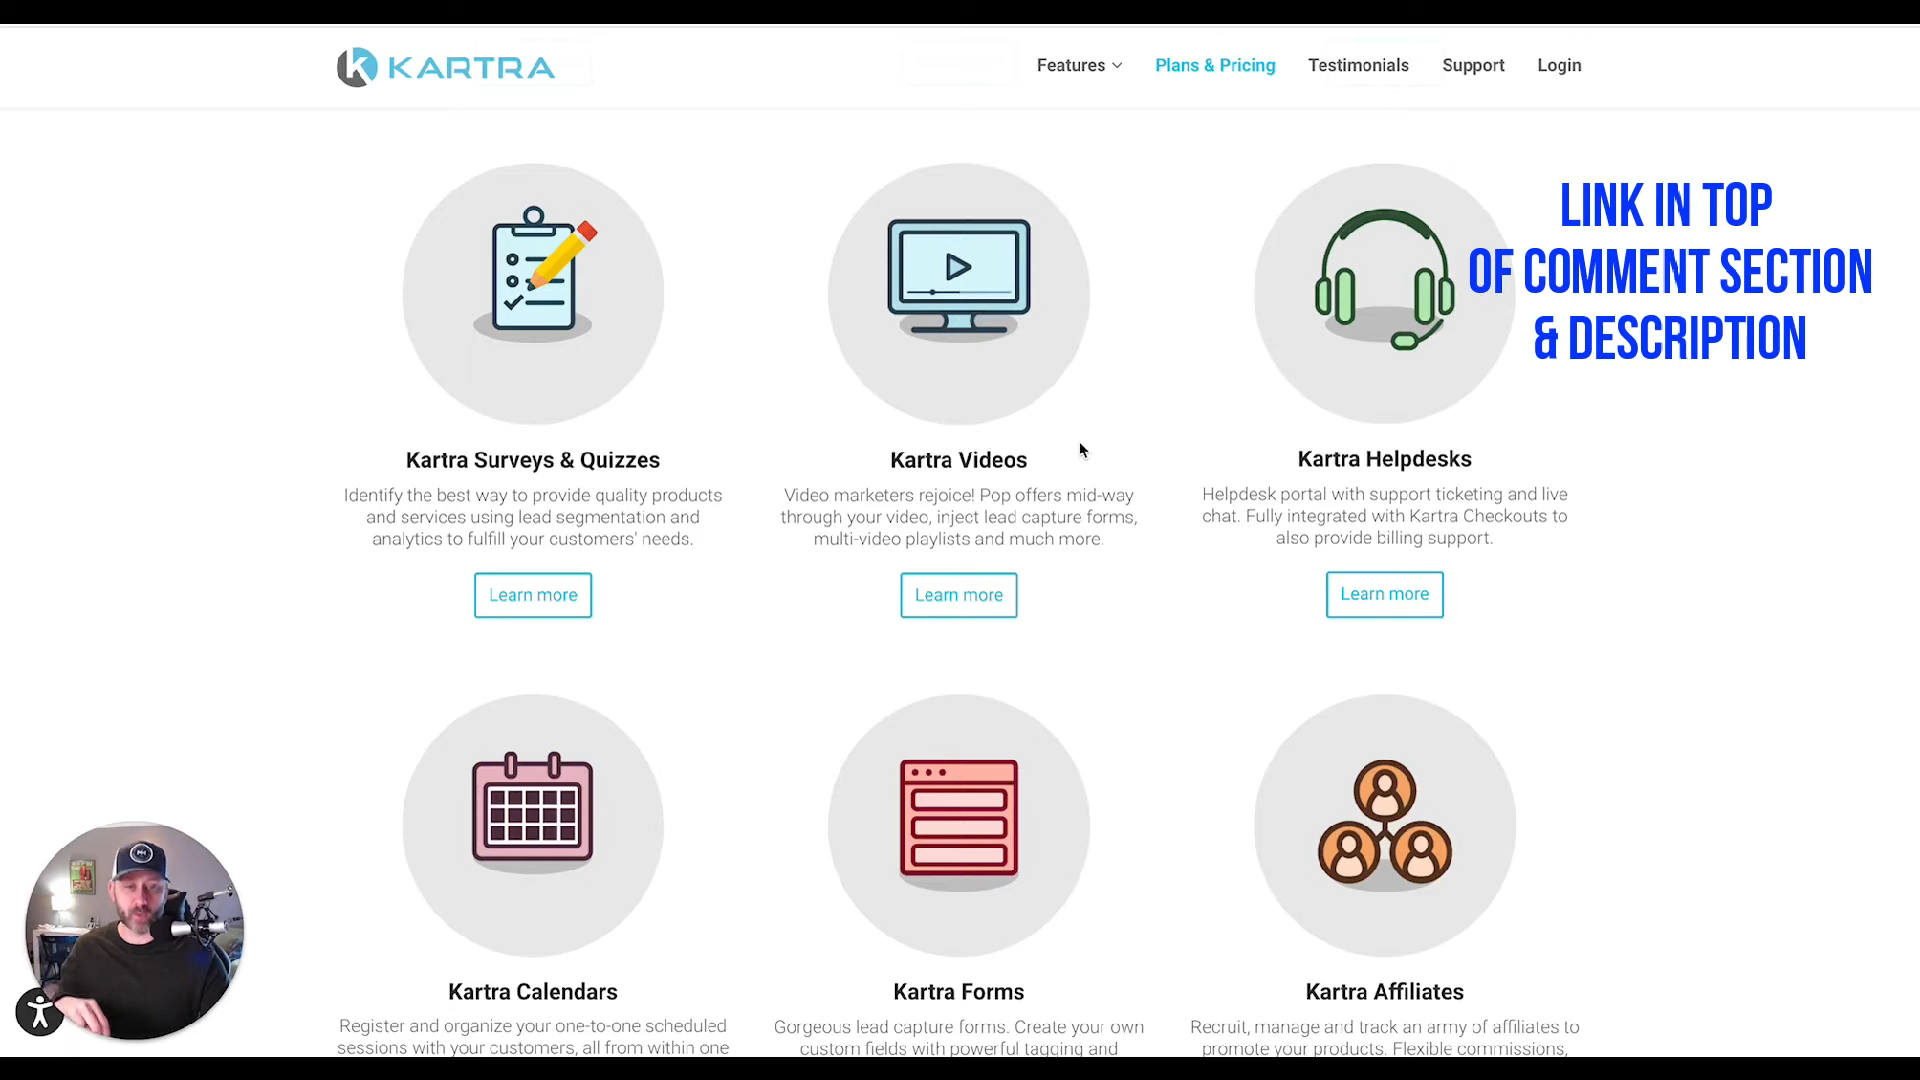 KARTRA
Features
Plans & Pricing
Testimonials
Support
Login
LINK IN TOP
OF COMMENT SECTION
& DESCRIPTION
Kartra Surveys & Quizzes
Identify the best way to provide quality products
and services using lead segmentation and
analytics to fulfill your customers' needs.
Learn more
Kartra Videos
Video marketers rejoice! Pop offers mid-way
through your video, inject lead capture forms,
multi-video playlists and much more.
Learn more
Kartra Helpdesks
Helpdesk portal with support ticketing and live
chat. Fully integrated with Kartra Checkouts to
also provide billing support.
Learn more
Kartra Calendars
Register and organize your one-to-one scheduled
sessions with your customers, all from within one
Kartra Forms
Gorgeous lead capture forms. Create your own
custom fields with powerful tagging and
Kartra Affiliates
Recruit, manage and track an army of affiliates to
promote your products. Flexible commissions,